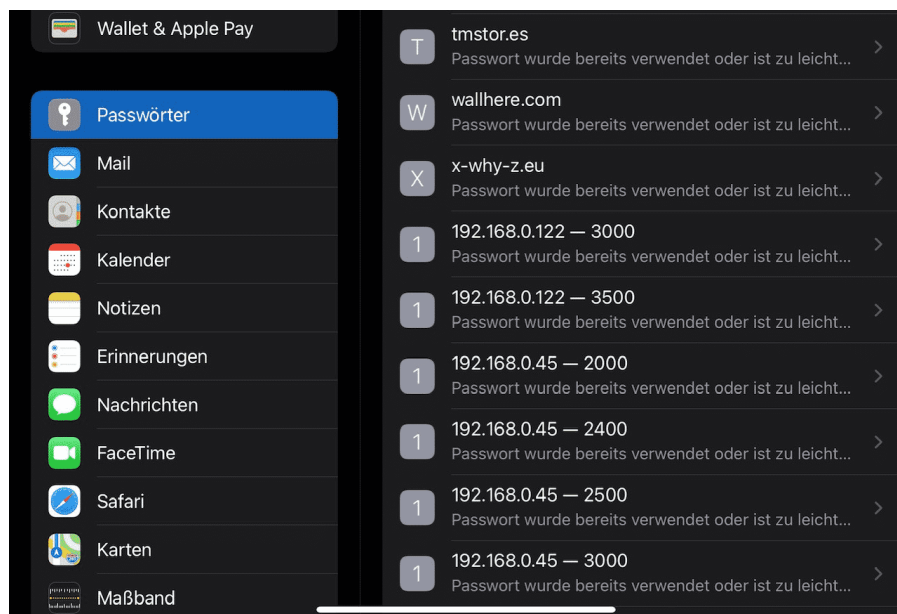 Wallet & Apple Pay
Passwörter
Mail
Kontakte
Kalender
Notizen
Erinnerungen
Nachrichten
FaceTime
Safari
Karten
Maßband
T
tmstor.es
Passwort wurde bereits verwendet oder ist zu leicht...
W
wallhere.com
Passwort wurde bereits verwendet oder ist zu leicht...
X
x-why-z.eu
Passwort wurde bereits verwendet oder ist zu leicht...
1
192.168.0.122 — 3000
Passwort wurde bereits verwendet oder ist zu leicht...
1
192.168.0.122 — 3500
Passwort wurde bereits verwendet oder ist zu leicht...
1
192.168.0.45 — 2000
Passwort wurde bereits verwendet oder ist zu leicht...
1
192.168.0.45 — 2400
Passwort wurde bereits verwendet oder ist zu leicht...
1
192.168.0.45 — 2500
Passwort wurde bereits verwendet oder ist zu leicht...
1
192.168.0.45 — 3000
Passwort wurde bereits verwendet oder ist zu leicht...